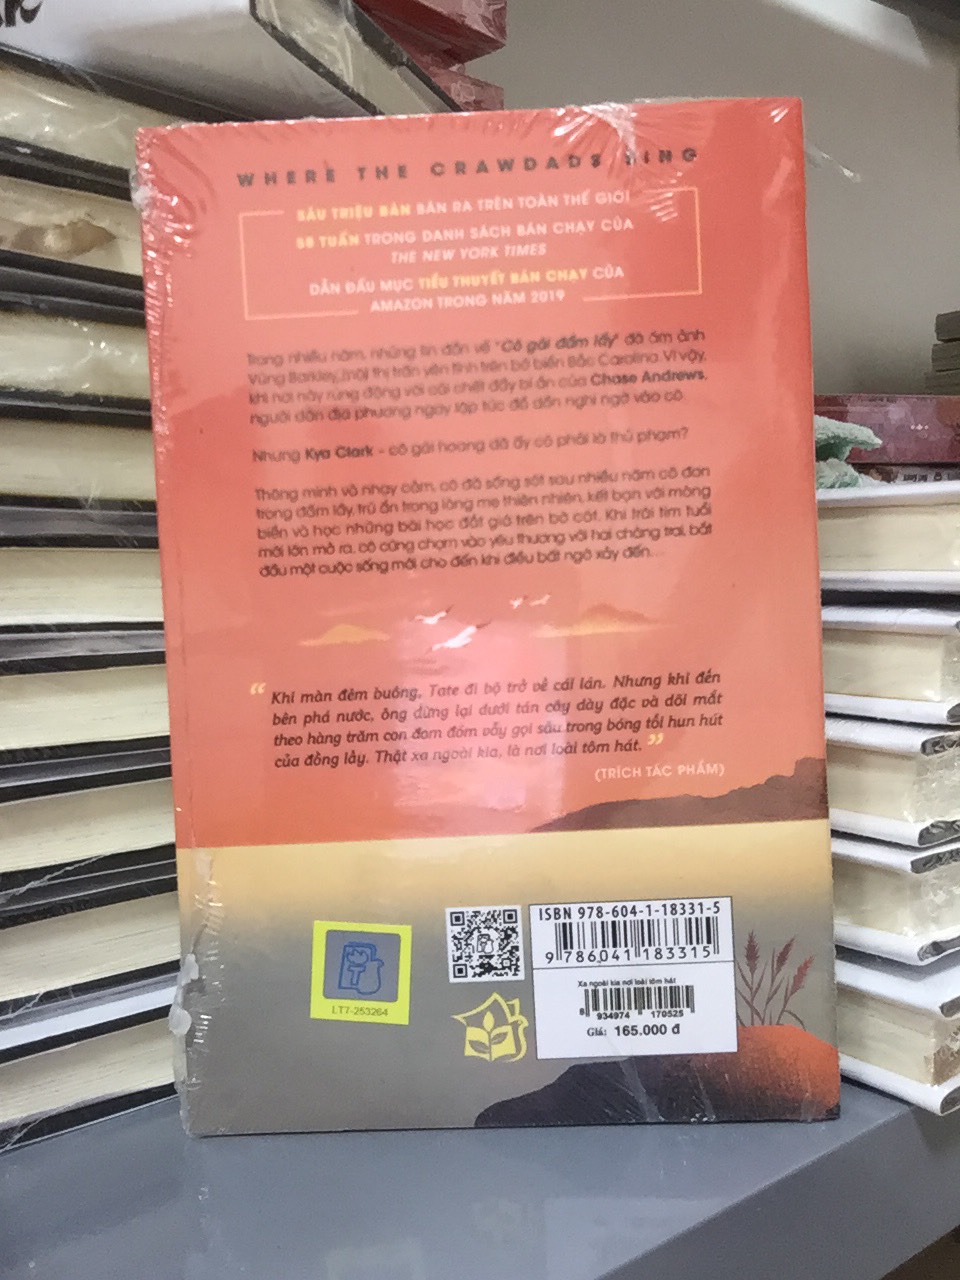 WHERE THE CRAWDADS SING
SÁU TRIỆU BẢN BÁN RA TRÊN TOÀN THẾ GIỚI
58 TUẦN TRONG DANH SÁCH BÁN CHẠY CỦA
THE NEW YORK TIMES
DẪN ĐẦU MỤC TIỂU THUYẾT BÁN CHẠY CỦA
AMAZON TRONG NĂM 2019
Trong nhiều năm, những tin đồn về "Cô gái đầm lầy" đã ám ảnh
Vũng Barkley, một thị trấn yên tĩnh trên bờ biển Bắc Carolina. Vì vậy,
khi nơi này rúng động với cái chết đầy bí ẩn của Chase Andrews,
người dân địa phương ngay lập tức đổ dồn nghi ngờ vào cô.
Nhưng Kya Clark - cô gái hoang dã ấy có phải là thủ phạm?
Thông minh và nhạy cảm, cô đã sống sót sau nhiều năm cô đơn
trong đầm lầy, trú ẩn trong lòng mẹ thiên nhiên, kết bạn với mòng
biển và học những bài học đắt giá trên bờ cát. Khi trái tim tuổi
mới lớn mở ra, cô cũng chạm vào yêu thương với hai chàng trai, bắt
đầu một cuộc sống mới cho đến khi điều bất ngờ xảy đến...
“Khi màn đêm buông, Tate đi bộ trở về cái lán. Nhưng khi đến
bên phá nước, ông dừng lại dưới tán cây dày đặc và dõi mắt
theo hàng trăm con đom đóm vẫy gọi sâu trong bóng tối hun hút
của đồng lầy. Thật xa ngoài kia, là nơi loài tôm hát.”
(TRÍCH TÁC PHẨM)
ISBN 978-604-1-18331-5
9 786041 183315
Xa ngoài kia nơi loài tôm hát
8 934974 170525
Giá: 165.000 đ
LT7-253264